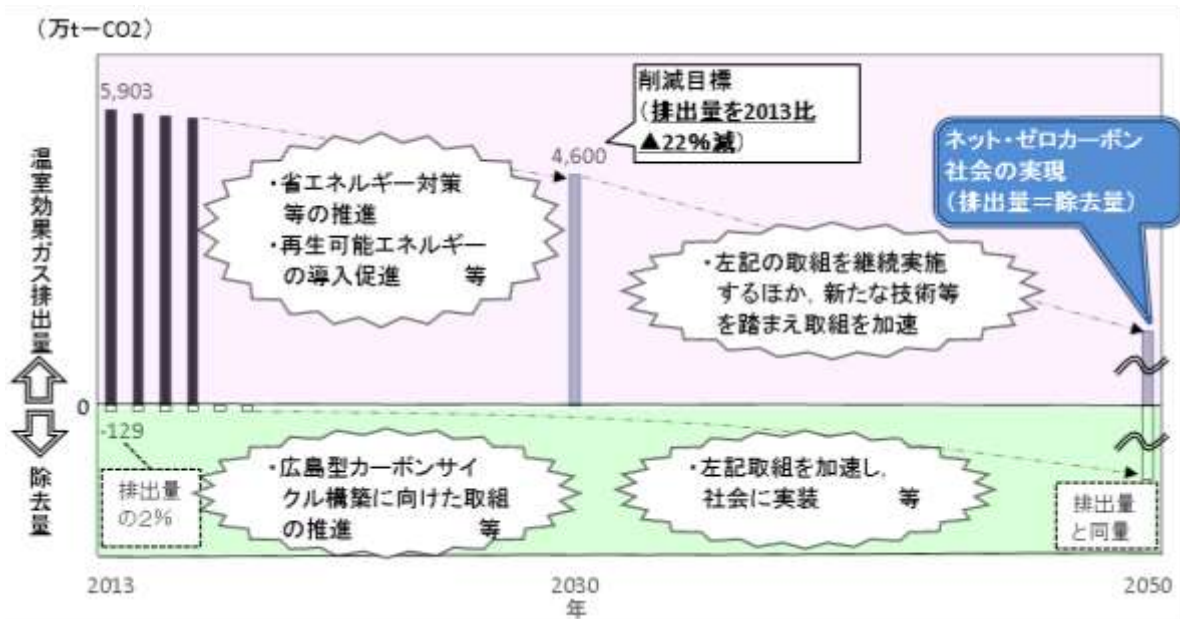 (万t－CO2)
5,903
削減目標
(排出量を2013比
▲22%減)
ネット・ゼロカーボン
社会の実現
(排出量＝除去量)
4,600
温室効果ガス排出量
・省エネルギー対策
等の推進
・再生可能エネルギー
の導入促進　等
・左記の取組を継続実施
するほか，新たな技術等
を踏まえ取組を加速
0
-129
除去量
排出量
の2%
・広島型カーボンサイ
クル構築に向けた取組
の推進　等
・左記取組を加速し，
社会に実装　等
排出量
と同量
2013
2030
2050
年